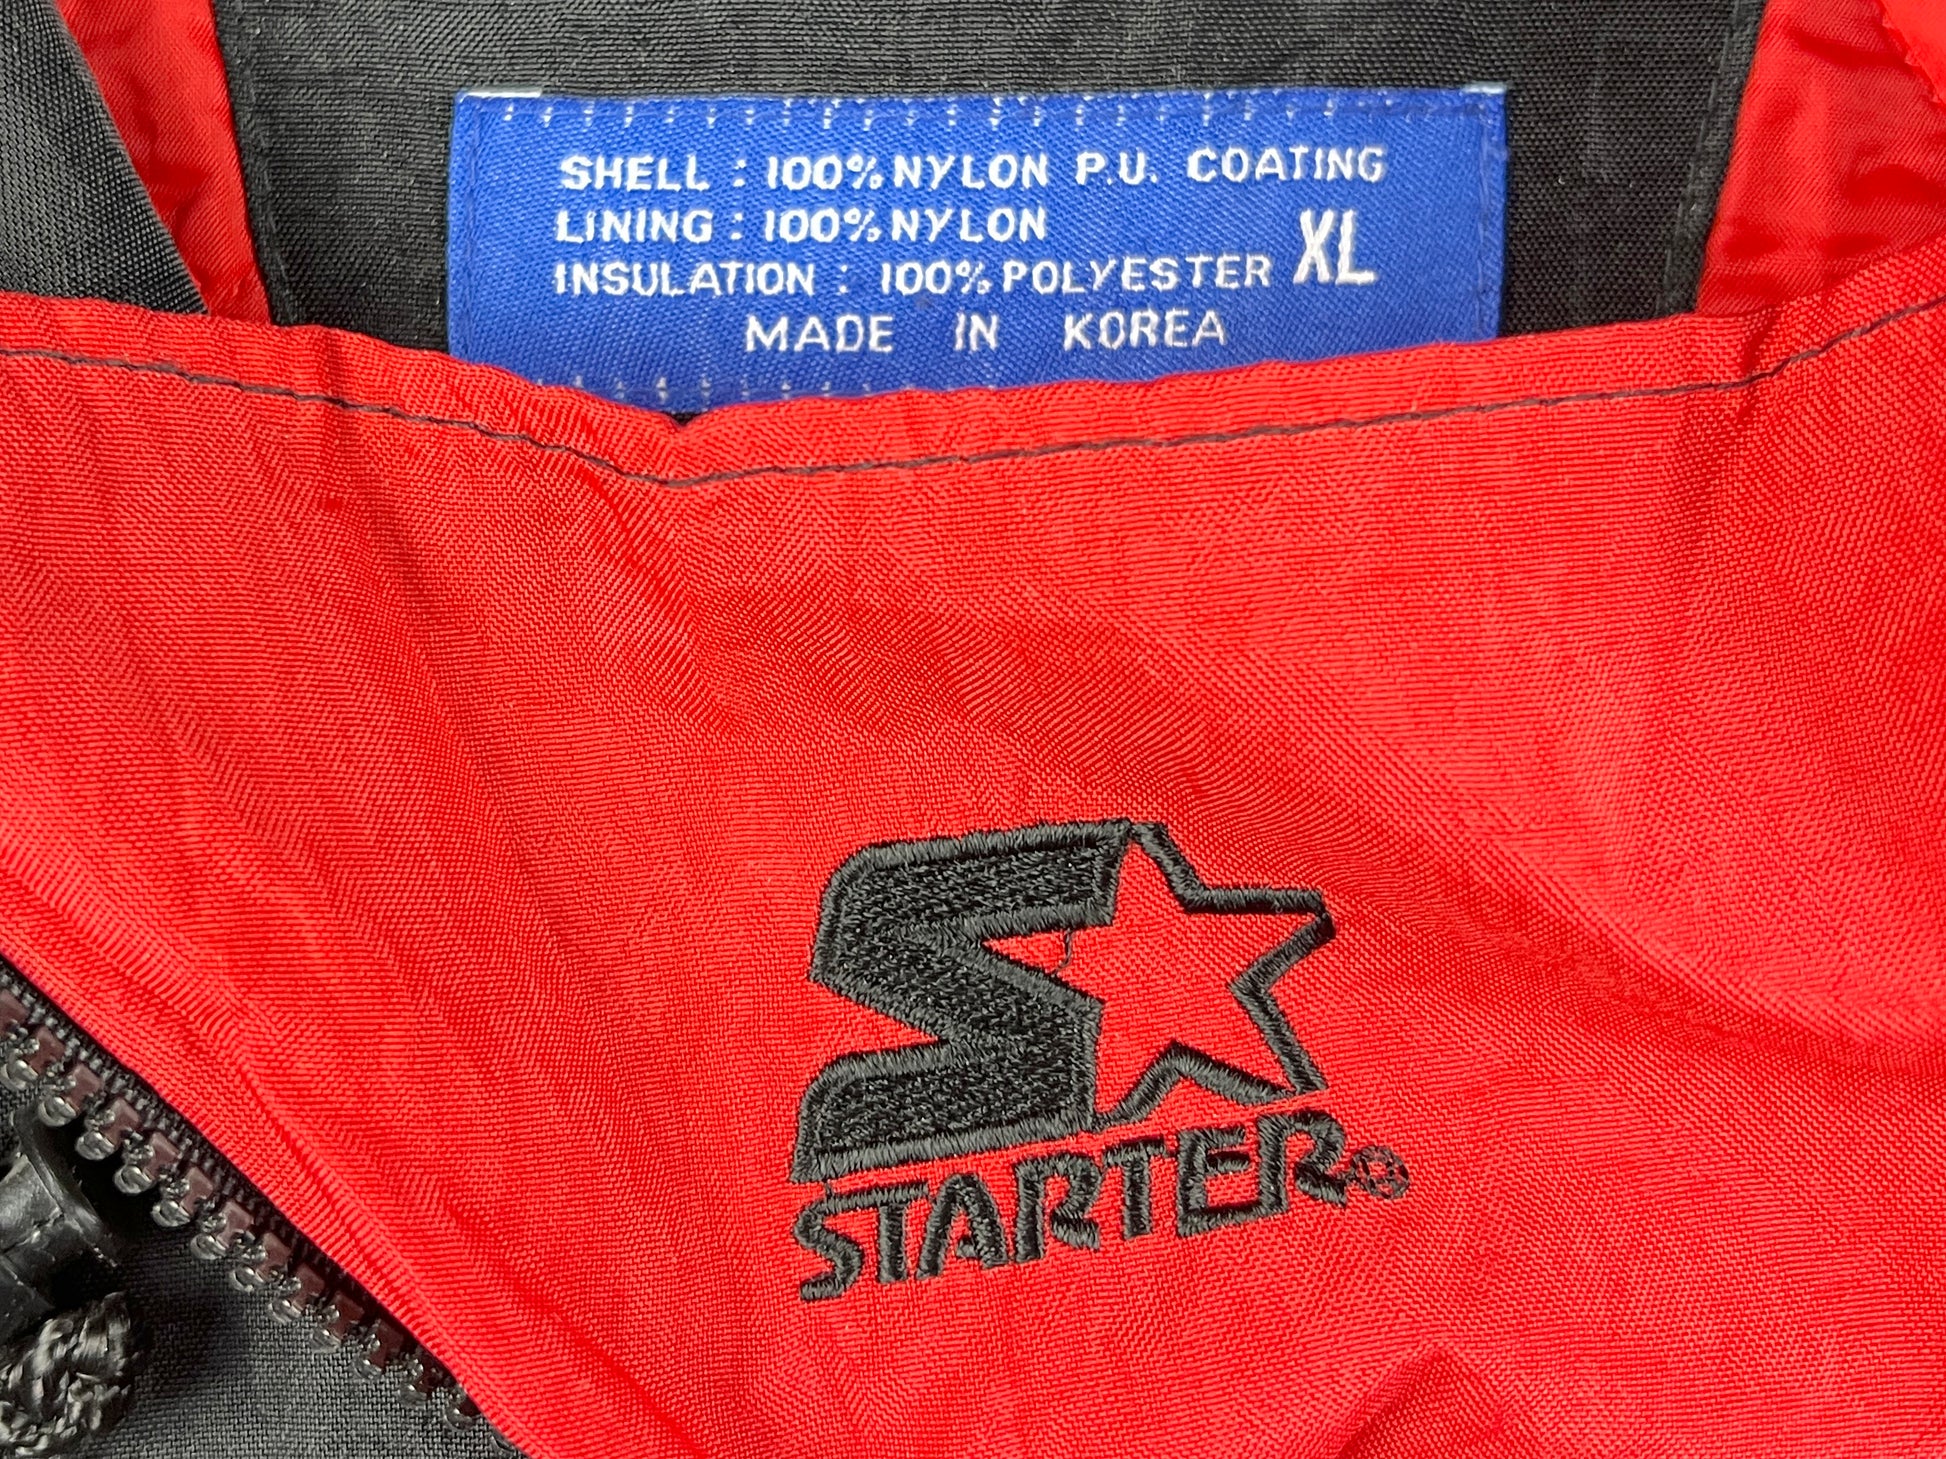 SHELL : 100% NYLON P.U. COATING
LINING : 100% NYLON
INSULATION : 100% POLYESTER XL
MADE IN KOREA
STARTER®